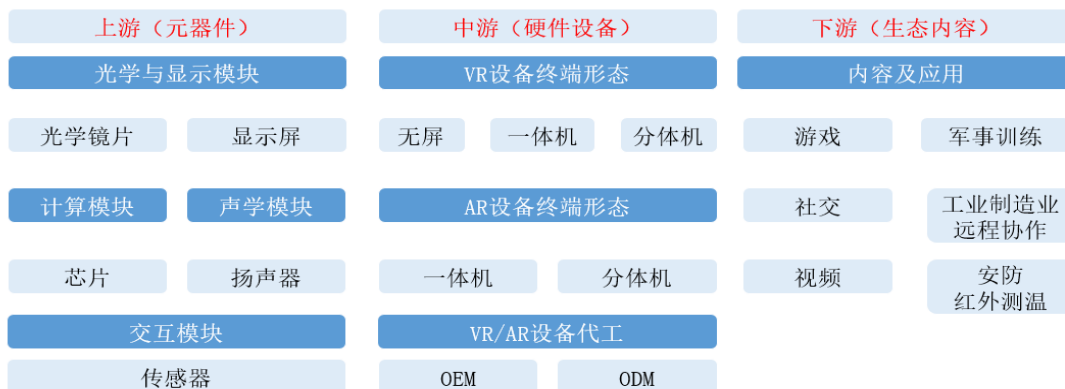 上游（元器件）
光学与显示模块
光学镜片
显示屏
计算模块
声学模块
芯片
扬声器
交互模块
传感器
中游（硬件设备）
VR设备终端形态
无屏
一体机
分体机
AR设备终端形态
一体机
分体机
VR/AR设备代工
OEM
ODM
下游（生态内容）
内容及应用
游戏
军事训练
社交
工业制造业
远程协作
视频
安防
红外测温